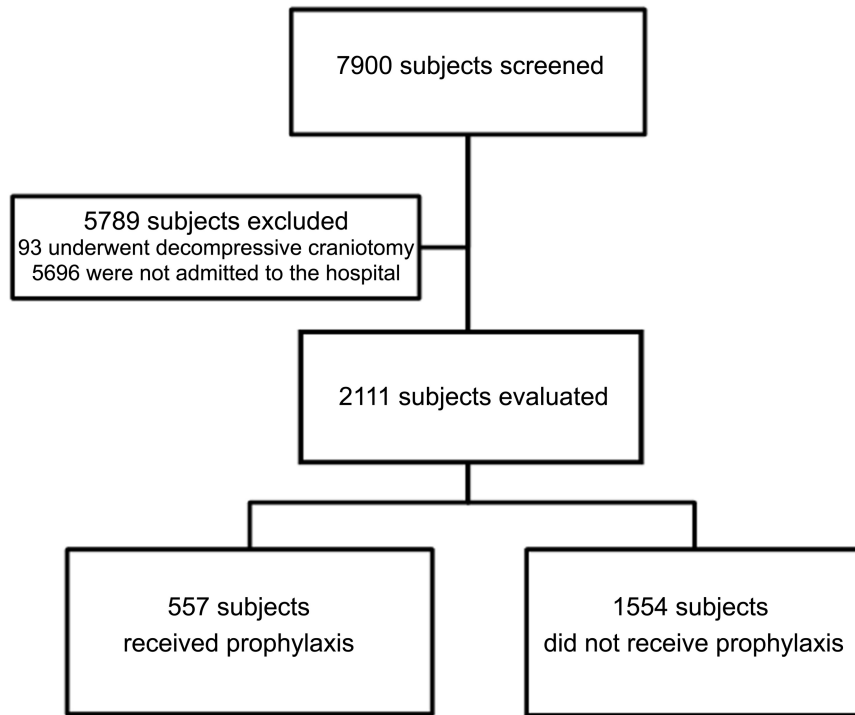 7900 subjects screened
5789 subjects excluded
93 underwent decompressive craniotomy
5696 were not admitted to the hospital
2111 subjects evaluated
557 subjects
received prophylaxis
1554 subjects
did not receive prophylaxis